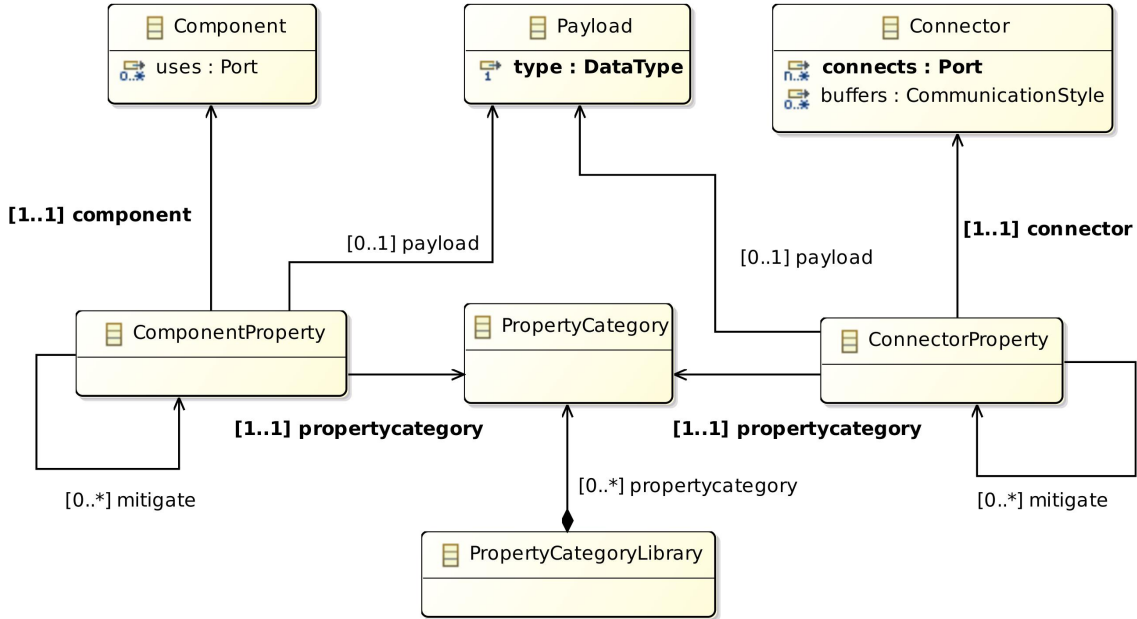 Component
0..* uses : Port
Payload
1 type : DataType
Connector
n..* connects : Port
0..* buffers : CommunicationStyle
[1..1] component
[0..1] payload
[0..1] payload
[1..1] connector
ComponentProperty
PropertyCategory
ConnectorProperty
[1..1] propertycategory
[1..1] propertycategory
[0..*] mitigate
[0..*] propertycategory
[0..*] mitigate
PropertyCategoryLibrary